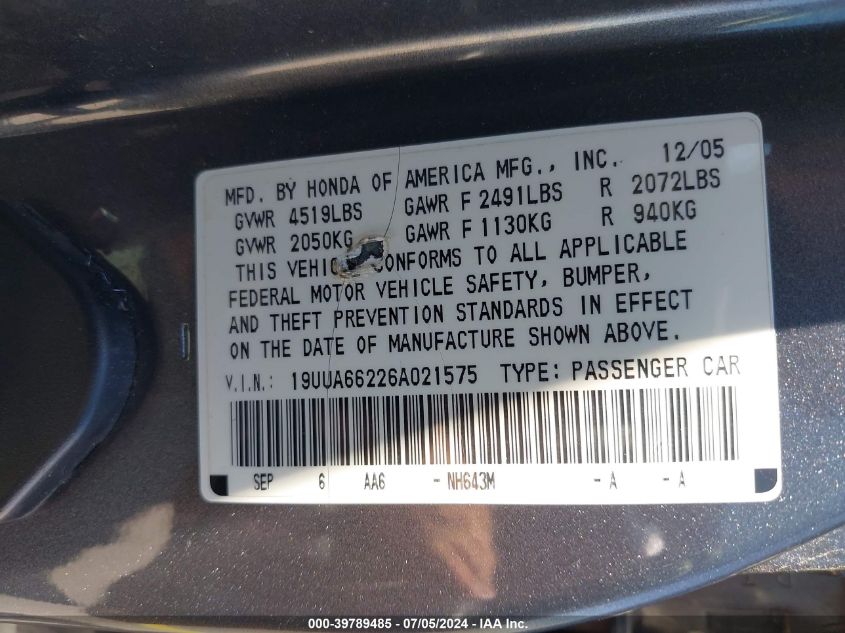 MFD. BY HONDA OF AMERICA MFG., INC. 12/05
GVWR 4519LBS GAWR F 2491LBS R 2072LBS
GVWR 2050KG GAWR F 1130KG R 940KG
THIS VEHIC CONFORMS TO ALL APPLICABLE
FEDERAL MOTOR VEHICLE SAFETY, BUMPER,
AND THEFT PREVENTION STANDARDS IN EFFECT
ON THE DATE OF MANUFACTURE SHOWN ABOVE.
V.I.N.: 19UUA66226A021575 TYPE: PASSENGER CAR
SEP 6 AA6 - NH643M - A - A
000-39789485 - 07/05/2024 - IAA Inc.